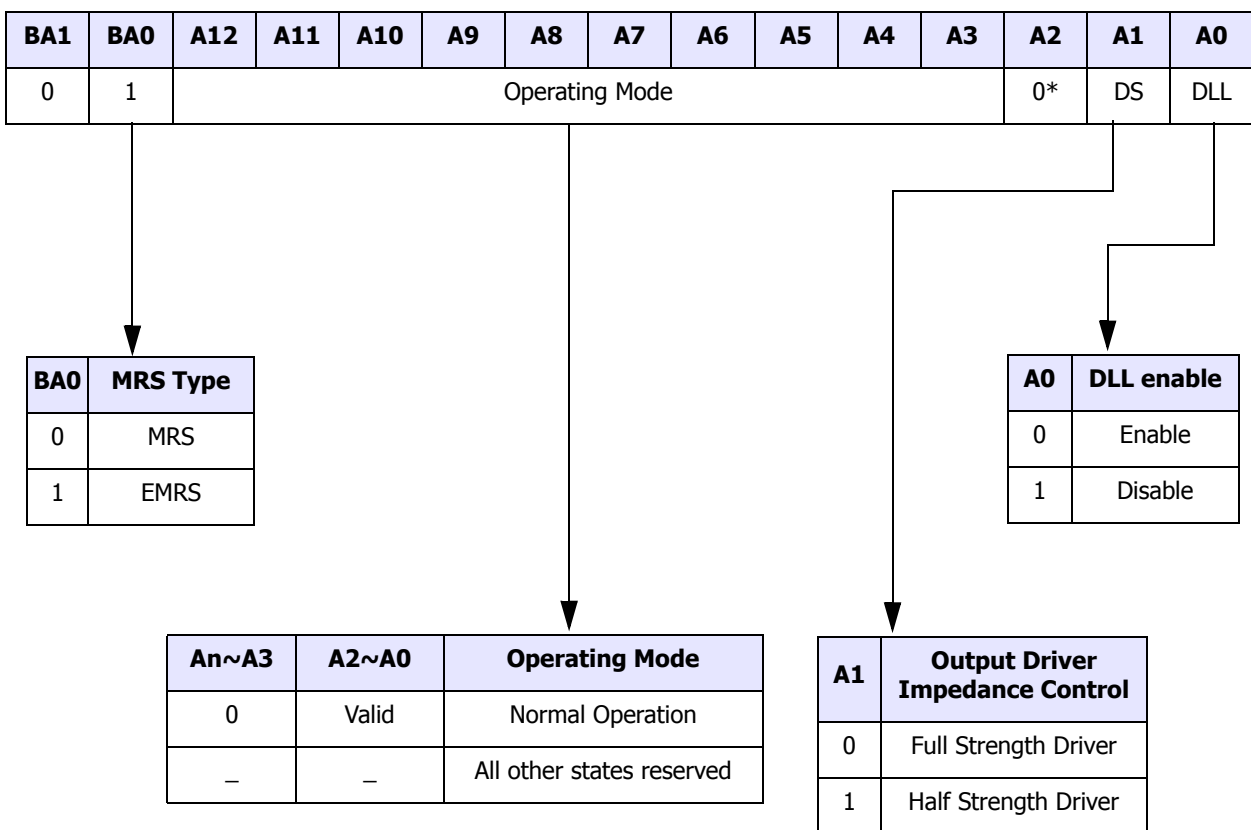 BA1 BA0 A12 A11 A10 A9 A8 A7 A6 A5 A4 A3 A2 A1 A0
0 1 Operating Mode 0* DS DLL
BA0 MRS Type
0 MRS
1 EMRS
A0 DLL enable
0 Enable
1 Disable
An~A3 A2~A0 Operating Mode
0 Valid Normal Operation
_ _ All other states reserved
A1 Output Driver
Impedance Control
0 Full Strength Driver
1 Half Strength Driver